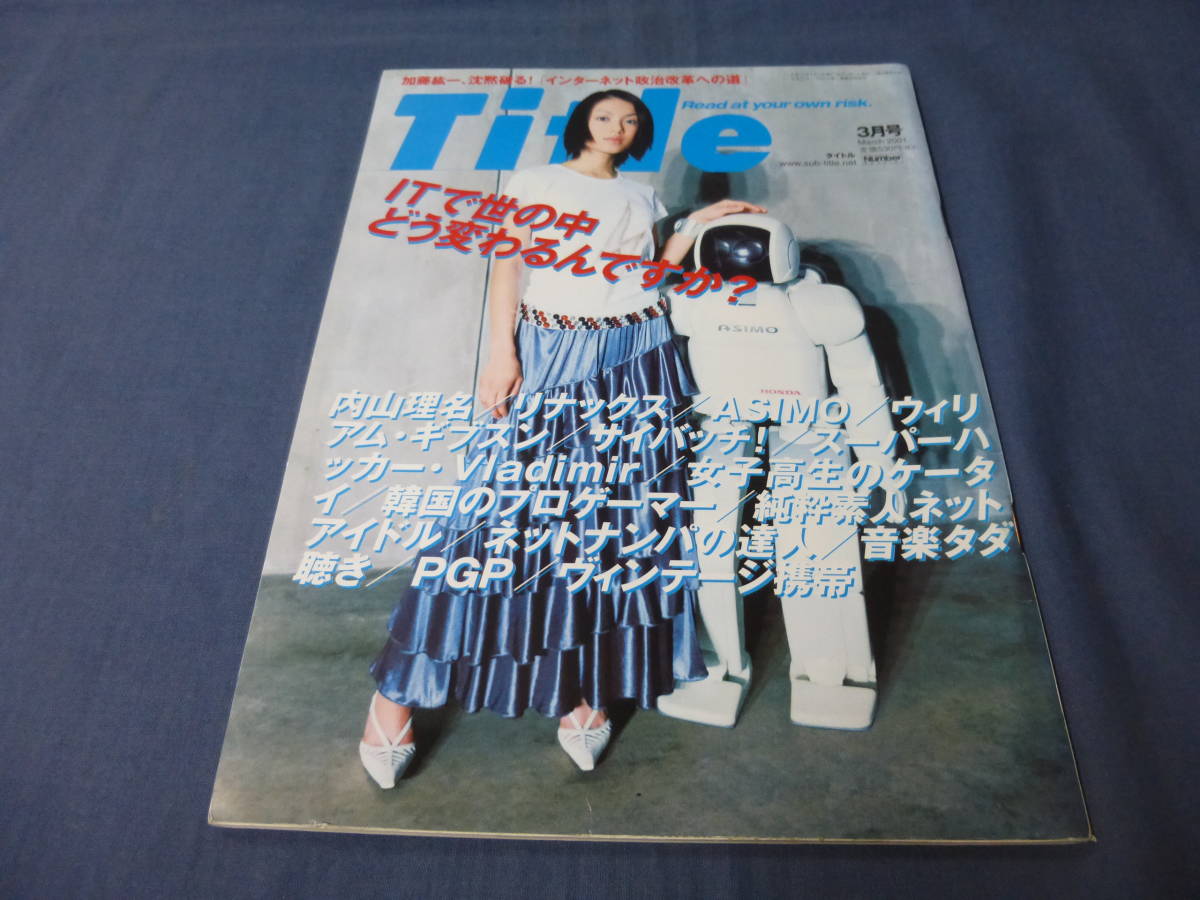 加藤紘一、沈黙破る!「インターネット政治改革への道」
Title
Read at your own risk.
3月号
March 2001
タイトル
www.sub-title.net
Number
ITで世の中
どう変わるんですか?
ASIMO
HONDA
内山理名/リナックス/ASIMO/ウィリ
アム・ギブスン/サイバッチ!/スーパーハ
ッカー・Vladimir/女子高生のケータ
イ/韓国のプロゲーマー/純粋素人ネット
アイドル/ネットナンパの達人/音楽タダ
聴き/PGP/ヴィンテージ携帯